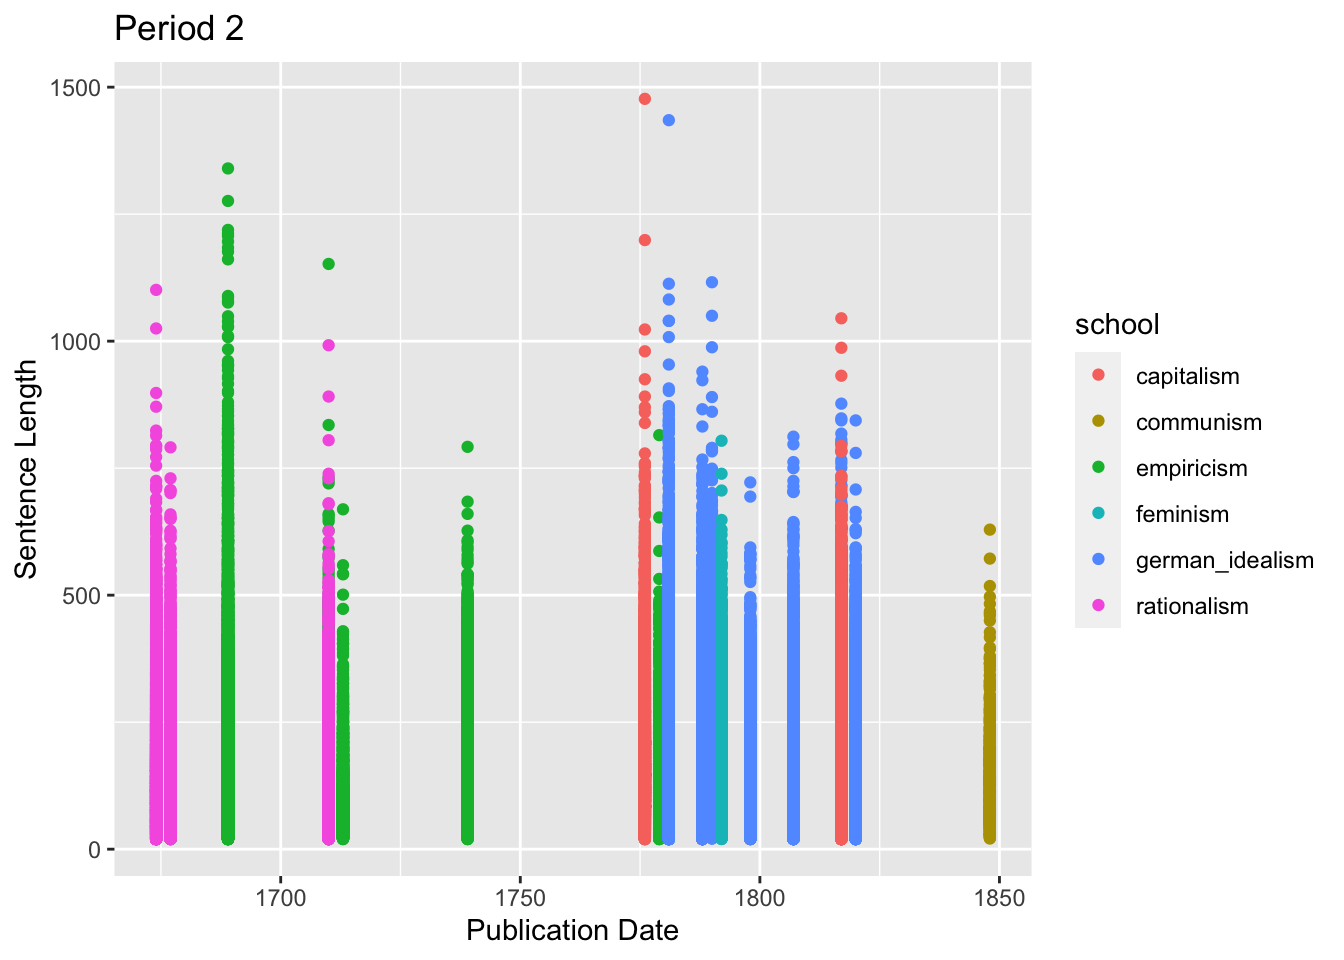 Period 2
1500
1000
500
0
Sentence Length
1700
1750
1800
1850
Publication Date
school
capitalism
communism
empiricism
feminism
german_idealism
rationalism